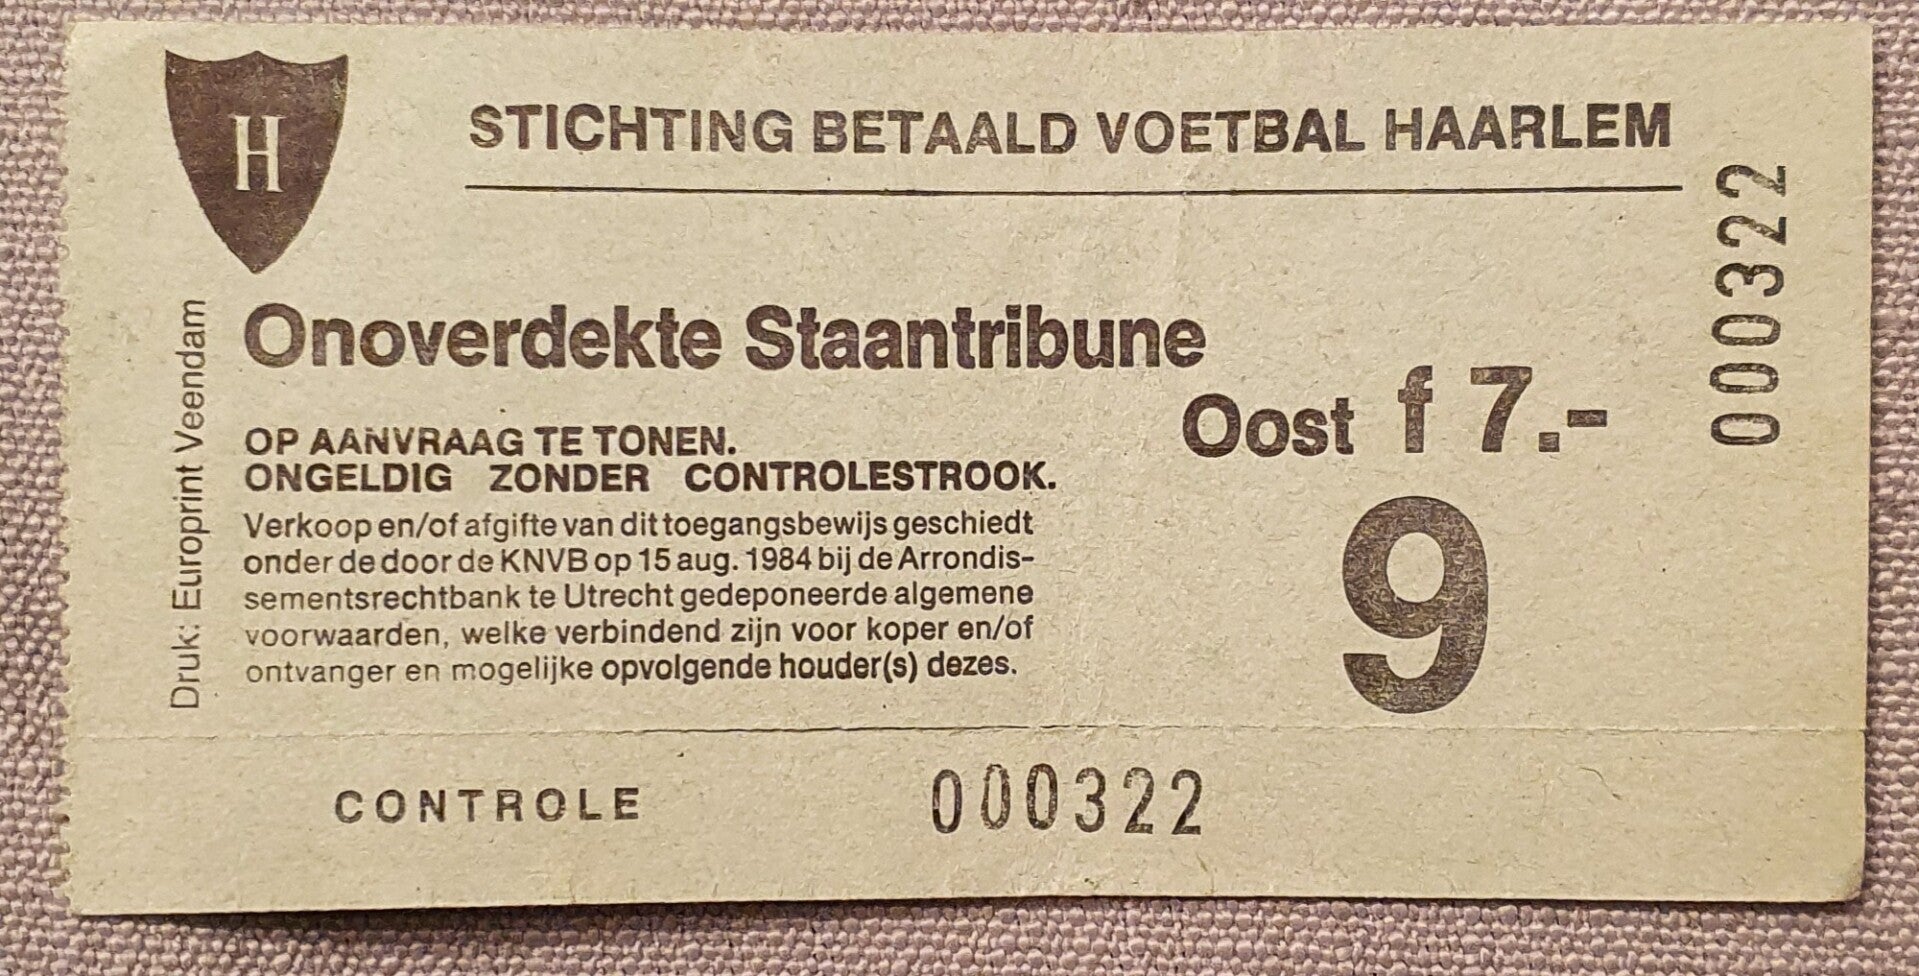 H
STICHTING BETAALD VOETBAL HAARLEM
000322
Onoverdekte Staantribune
Oost f 7.-
OP AANVRAAG TE TONEN.
ONGELDIG ZONDER CONTROLESTROOK.
9
Verkoop en/of afgifte van dit toegangsbewijs geschiedt
onder de door de KNVB op 15 aug. 1984 bij de Arrondis-
sementsrechtbank te Utrecht gedeponeerde algemene
voorwaarden, welke verbindend zijn voor koper en/of
ontvanger en mogelijke opvolgende houder(s) dezes.
Druk: Europrint Veendam
CONTROLE 000322